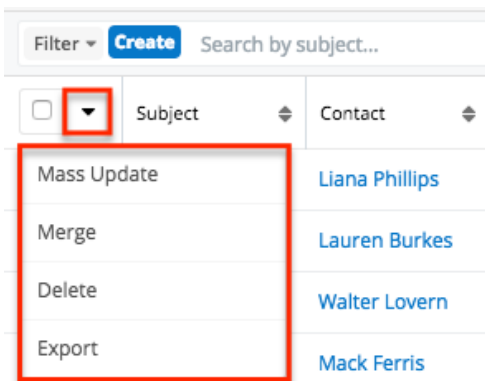 Filter Create Search by subject...
Subject Contact
Mass Update Liana Phillips
Merge Lauren Burkes
Delete Walter Lovern
Export Mack Ferris